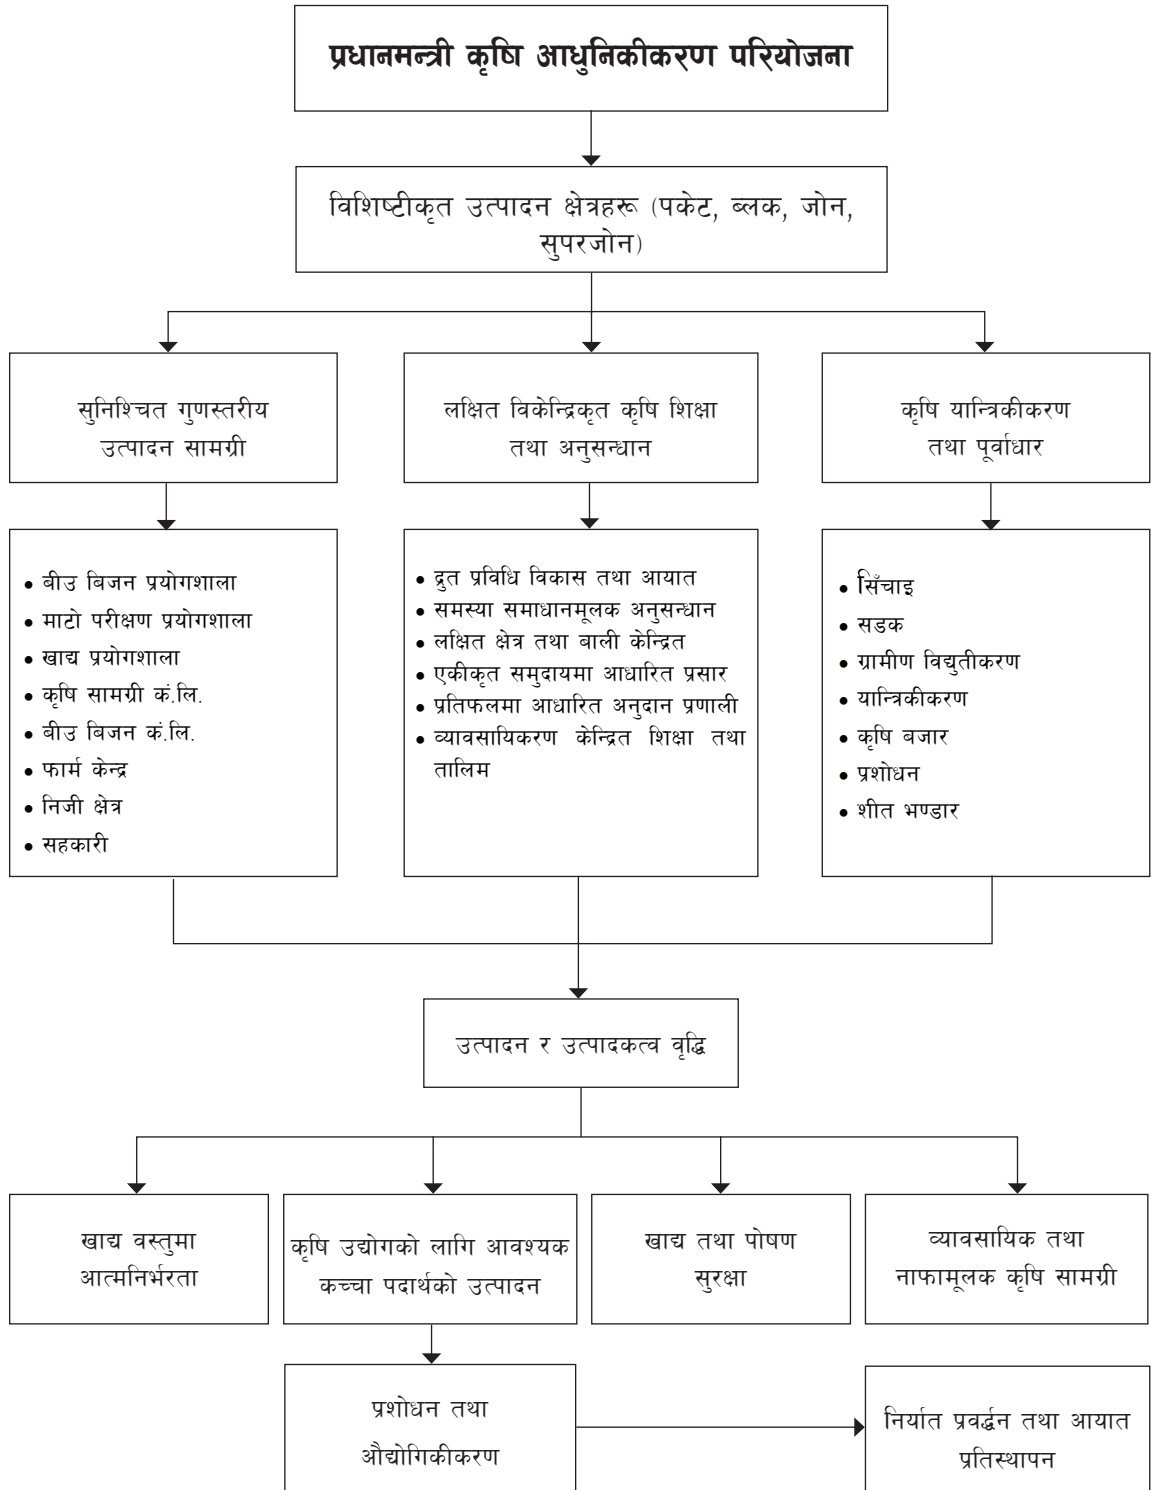 प्रधानमन्त्री कृषि आधुनिकीकरण परियोजना
विशिष्टीकृत उत्पादन क्षेत्रहरू (पकेट, ब्लक, जोन,
सुपरजोन)
सुनिश्चित गुणस्तरीय
उत्पादन सामग्री
लक्षित विकेन्द्रिकृत कृषि शिक्षा
तथा अनुसन्धान
कृषि यान्त्रिकीकरण
तथा पूर्वाधार
• बीउ बिजन प्रयोगशाला
• माटो परीक्षण प्रयोगशाला
• खाद्य प्रयोगशाला
• कृषि सामग्री कं.लि.
• बीउ बिजन कं.लि.
• फार्म केन्द्र
• निजी क्षेत्र
• सहकारी
• द्रुत प्रविधि विकास तथा आयात
• समस्या समाधानमूलक अनुसन्धान
• लक्षित क्षेत्र तथा बाली केन्द्रित
• एकीकृत समुदायमा आधारित प्रसार
• प्रतिफलमा आधारित अनुदान प्रणाली
• व्यावसायिकरण केन्द्रित शिक्षा तथा
तालिम
• सिँचाइ
• सडक
• ग्रामीण विद्युतीकरण
• यान्त्रिकीकरण
• कृषि बजार
• प्रशोधन
• शीत भण्डार
उत्पादन र उत्पादकत्व वृद्धि
खाद्य वस्तुमा
आत्मनिर्भरता
कृषि उद्योगको लागि आवश्यक
कच्चा पदार्थको उत्पादन
खाद्य तथा पोषण
सुरक्षा
व्यावसायिक तथा
नाफामूलक कृषि सामग्री
प्रशोधन तथा
औद्योगिकीकरण
निर्यात प्रवर्द्धन तथा आयात
प्रतिस्थापन